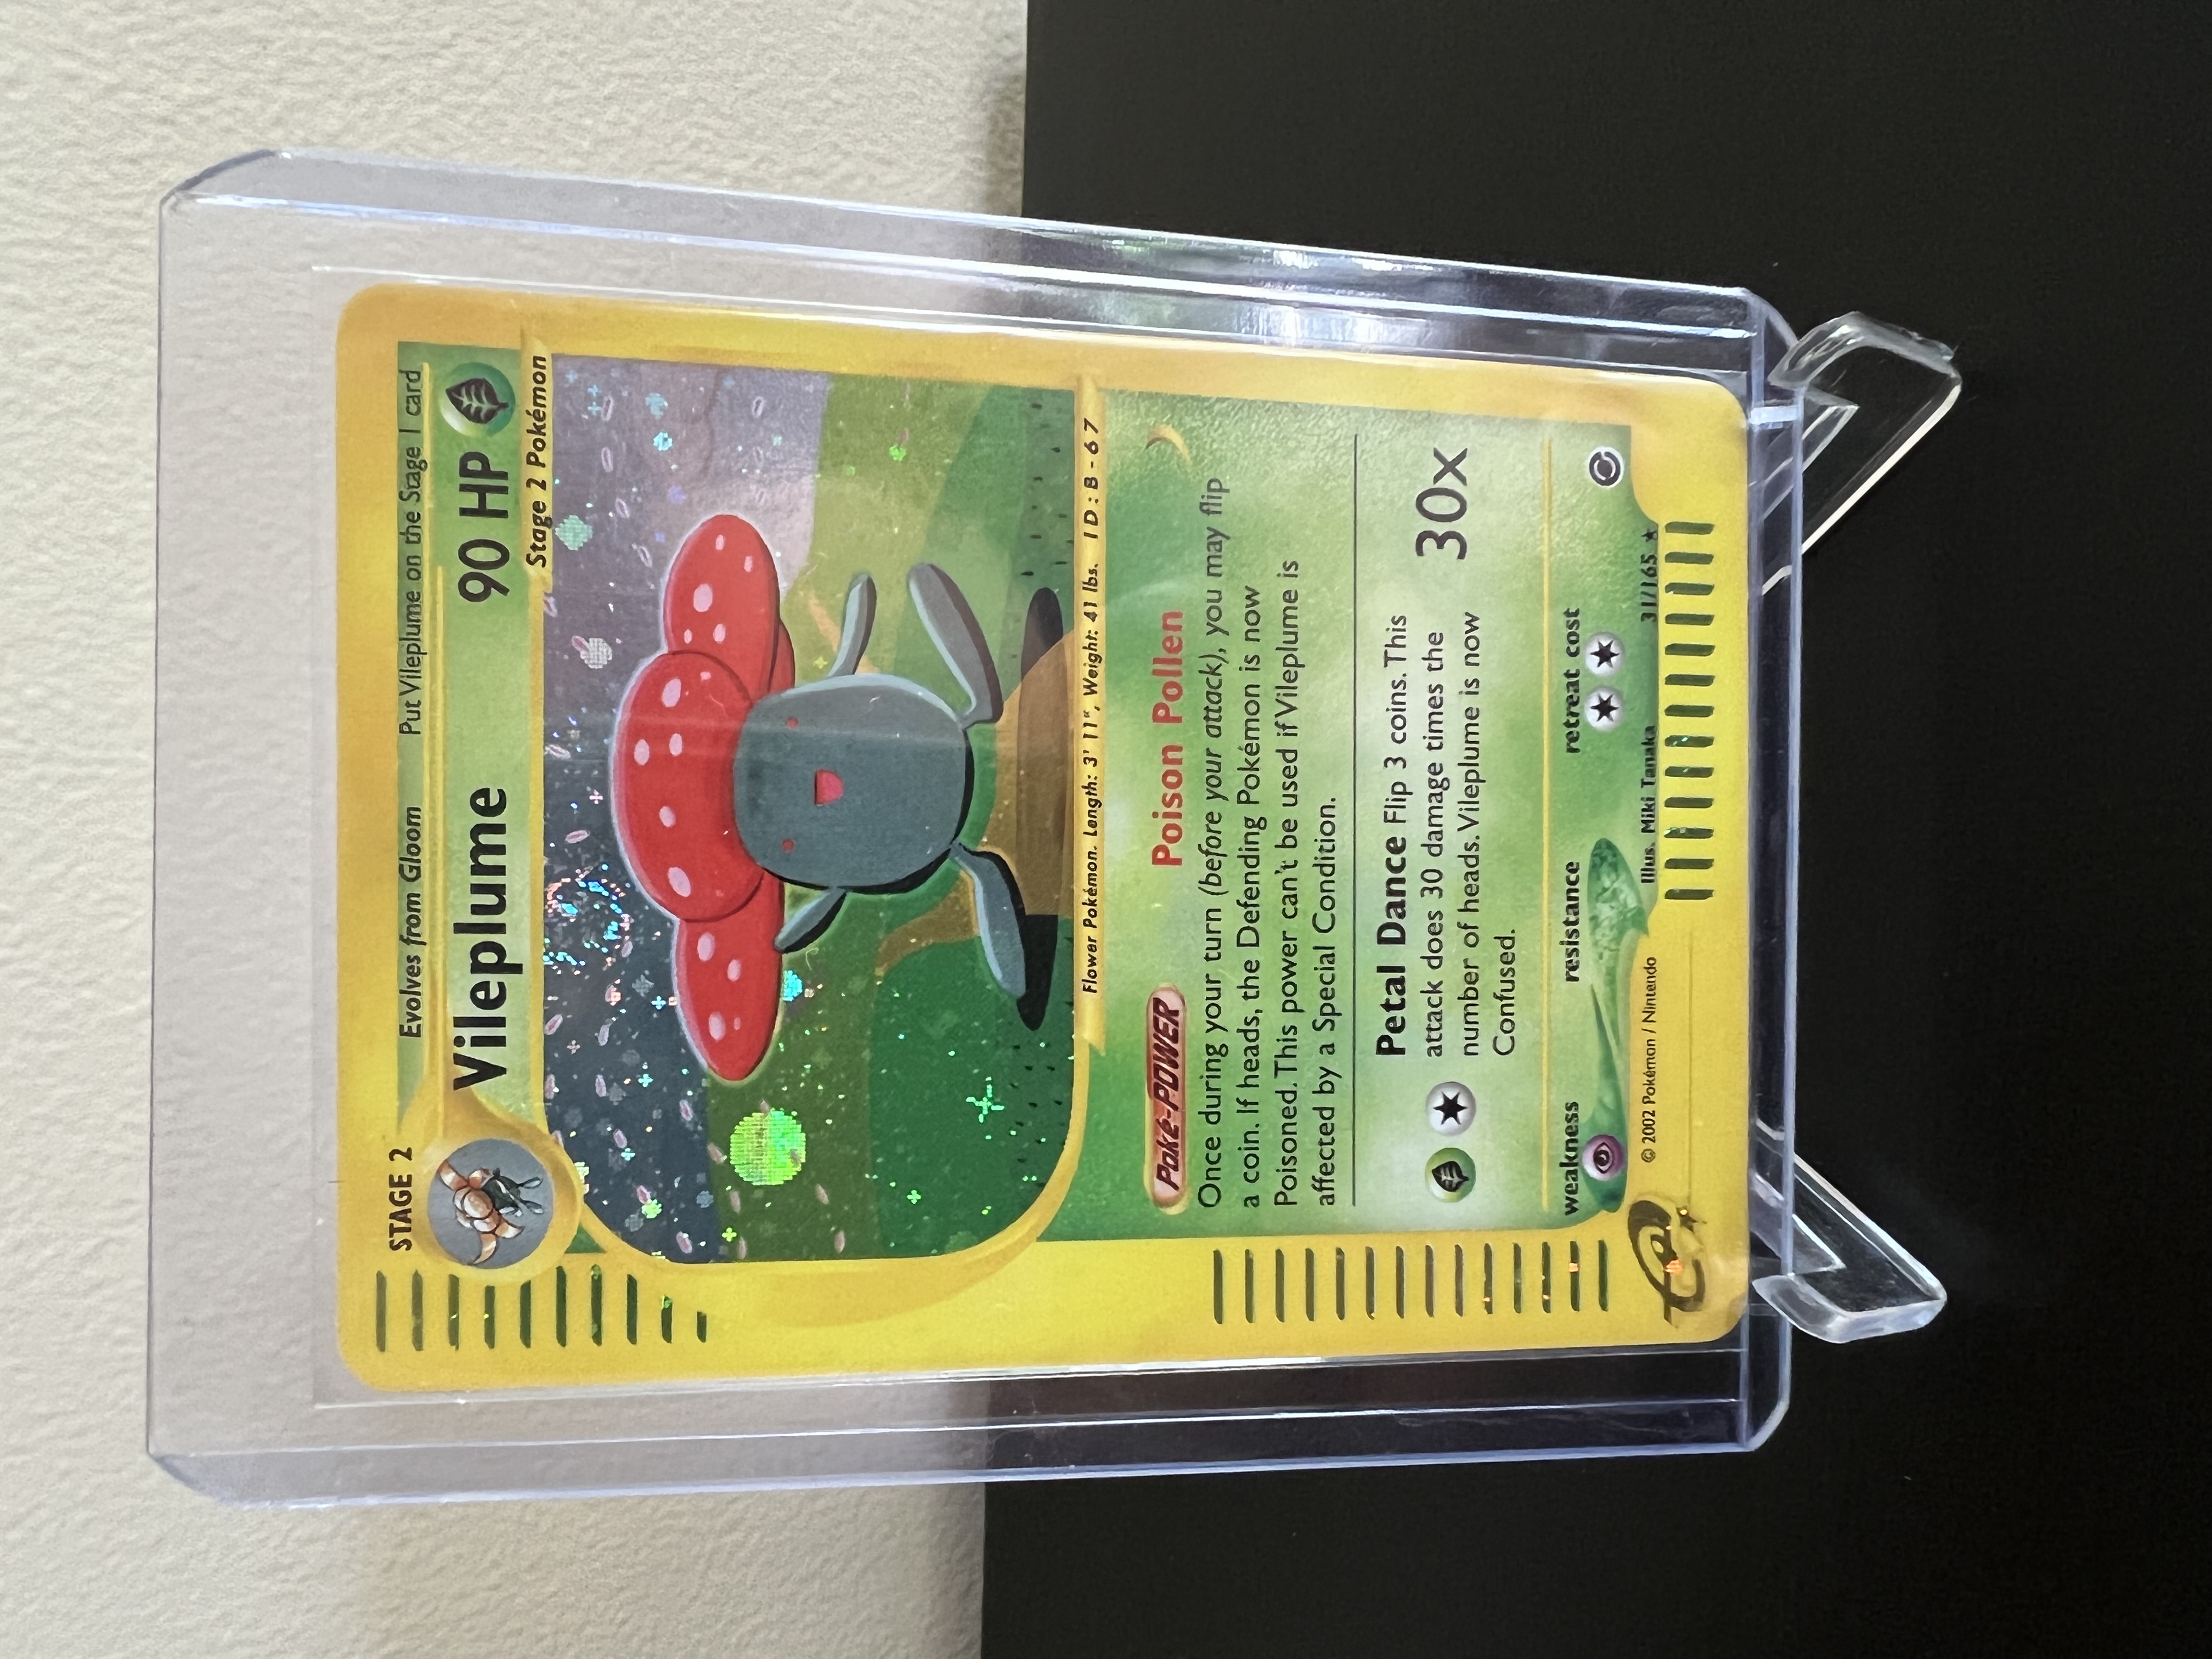 STAGE 2
Evolves from Gloom
Put Vileplume on the Stage 1 card
Vileplume
90 HP
Stage 2 Pokémon
Flower Pokémon. Length: 3' 11", Weight: 41 lbs. ID:B-67
Poké-POWER
Poison Pollen
Once during your turn (before your attack), you may flip
a coin. If heads, the Defending Pokémon is now
Poisoned. This power can't be used if Vileplume is
affected by a Special Condition.
Petal Dance Flip 3 coins. This
attack does 30 damage times the
number of heads. Vileplume is now
Confused.
30x
weakness
resistance
retreat cost
© 2002 Pokémon / Nintendo
Illus. Miki Tanaka
31/165 ★
e